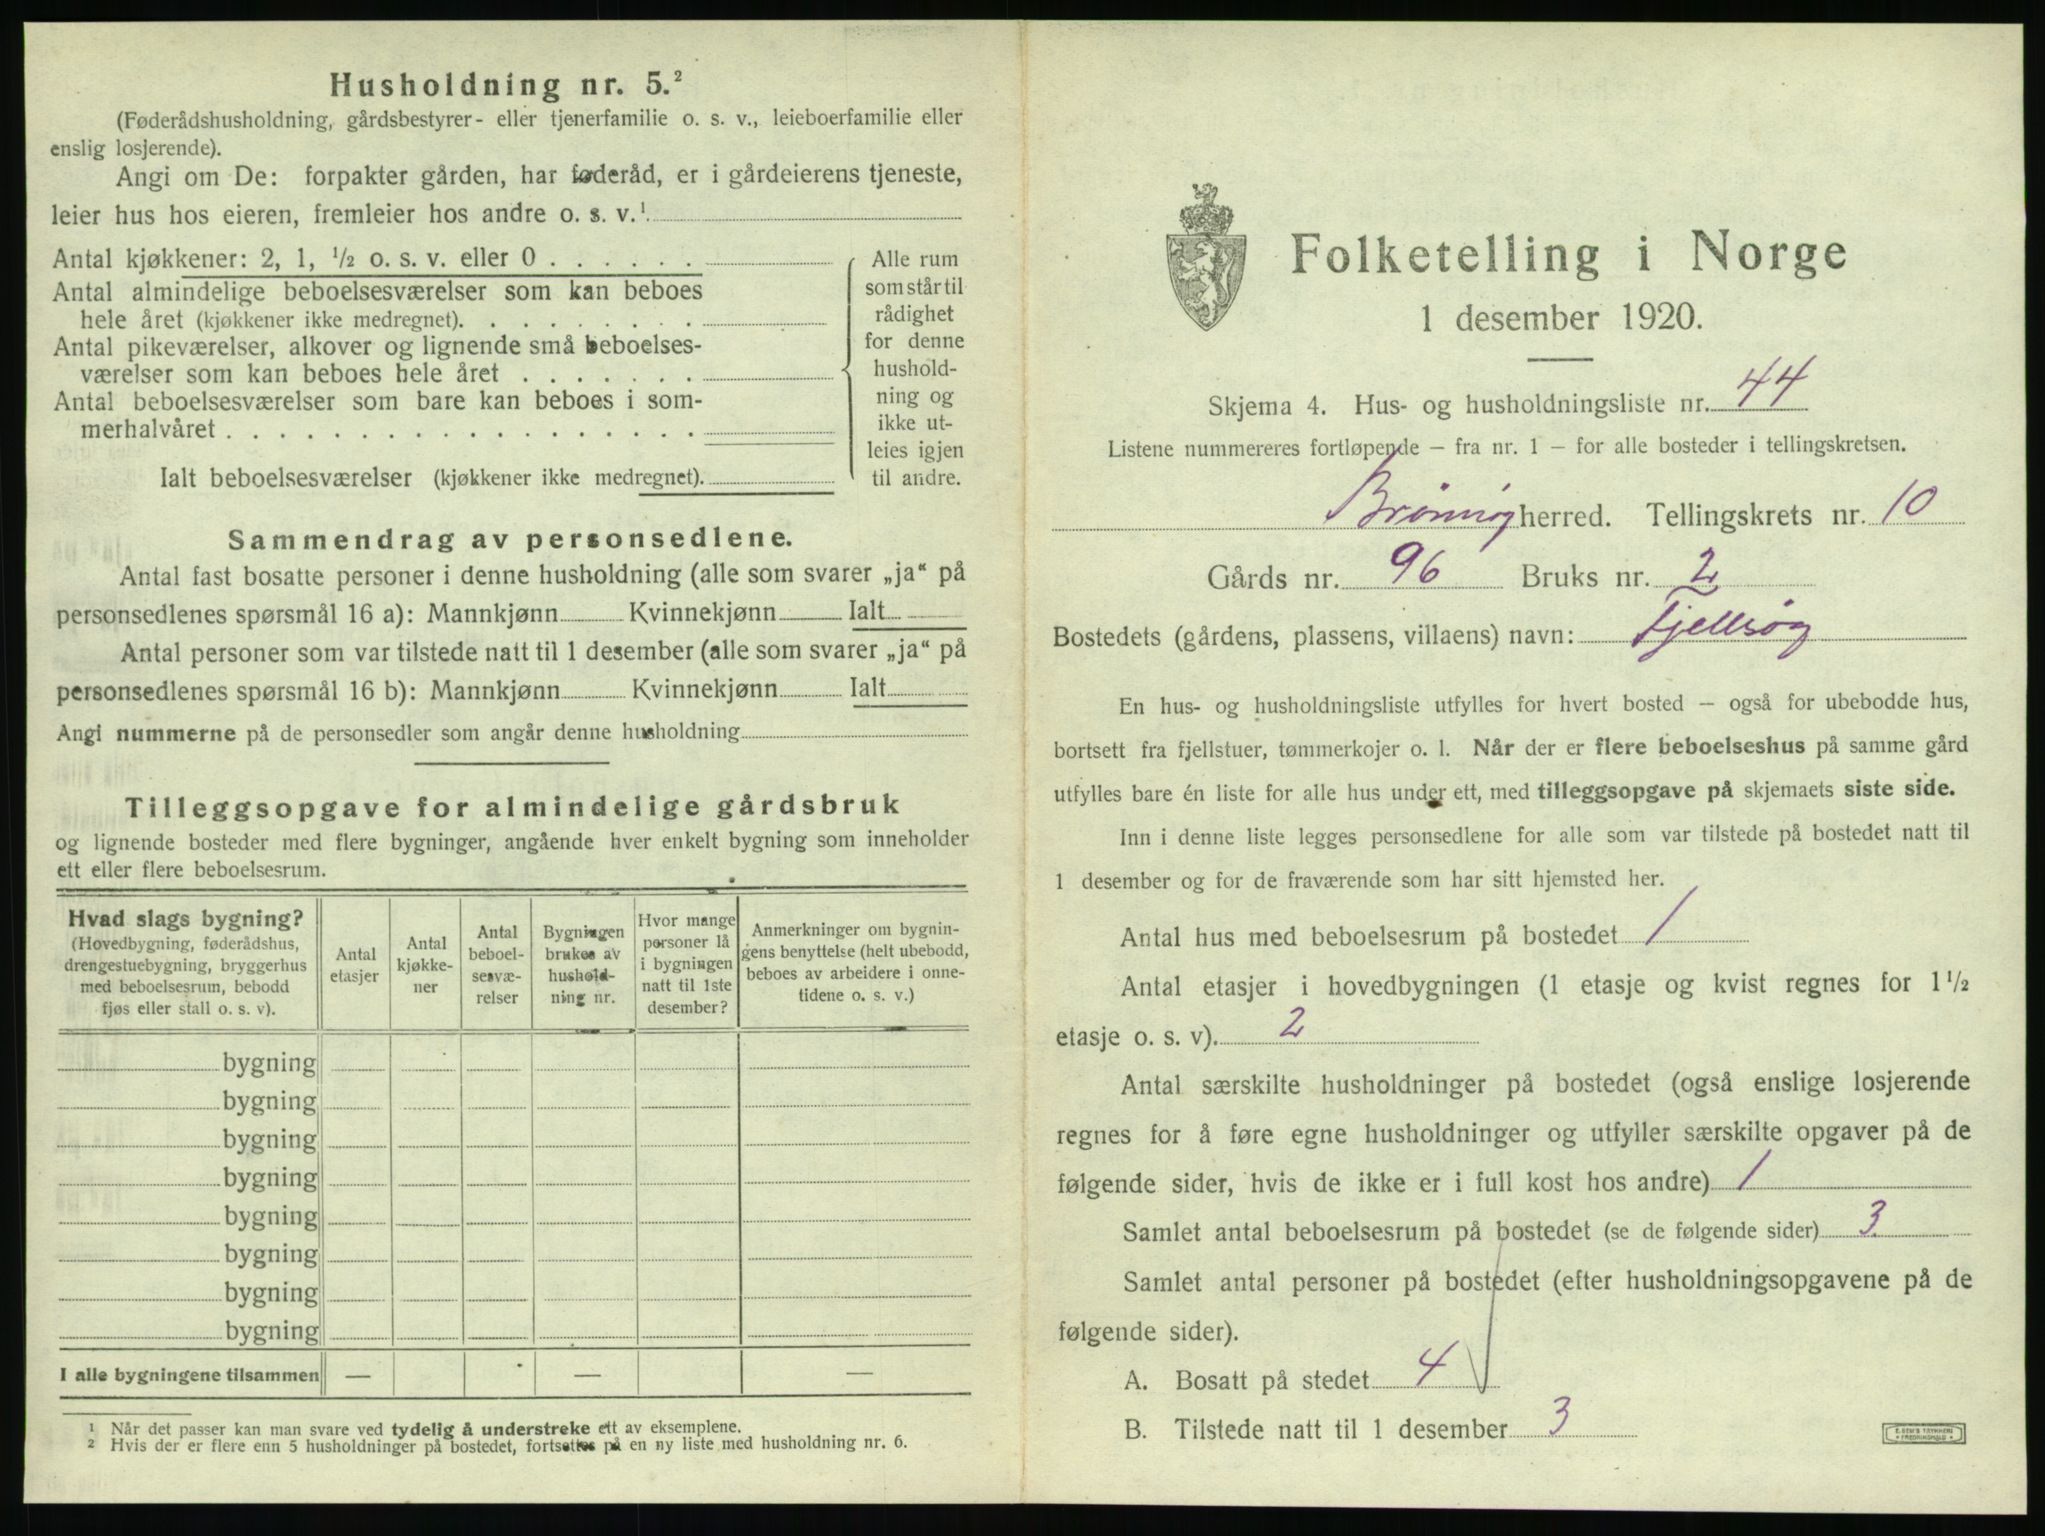 Husholdning nr. 5.²
(Føderådshusholdning, gårdsbestyrer- eller tjenerfamilie o. s. v., leieboerfamilie eller
enslig losjerende).
Angi om De: forpakter gården, har føderåd, er i gårdeierens tjeneste,
leier hus hos eieren, fremleier hos andre o. s. v.¹
Antal kjøkkener: 2, 1, ½ o. s. v. eller 0 . . . . . .
Antal almindelige beboelsesværelser som kan beboes
hele året (kjøkkener ikke medregnet). . . . . . . . .
Antal pikeværelser, alkover og lignende små beboelses-
værelser som kan beboes hele året . . . . . . .
Antal beboelsesværelser som bare kan beboes i som-
merhalvåret . . . . . . . . . . . . . . . . . .
Ialt beboelsesværelser (kjøkkener ikke medregnet).
Alle rum
som står til
rådighet
for denne
hushold-
ning og
ikke ut-
leies igjen
til andre.
Sammendrag av personsedlene.
Antal fast bosatte personer i denne husholdning (alle som svarer „ja“ på
personsedlenes spørsmål 16 a): Mannkjønn Kvinnekjønn Ialt
Antal personer som var tilstede natt til 1 desember (alle som svarer „ja“ på
personsedlenes spørsmål 16 b): Mannkjønn Kvinnekjønn Ialt
Angi nummerne på de personsedler som angår denne husholdning
Tilleggsopgave for almindelige gårdsbruk
og lignende bosteder med flere bygninger, angående hver enkelt bygning som inneholder
ett eller flere beboelsesrum.
Hvad slags bygning?
(Hovedbygning, føderådshus,
drengestuebygning, bryggerhus
med beboelsesrum, bebodd
fjøs eller stall o. s. v).
Antal
etasjer
Antal
kjøkke-
ner
Antal
beboel-
sesvæ-
relser
Bygningen
brukes av
hushold-
ning nr.
Hvor mange
personer lå
i bygningen
natt til 1ste
desember?
Anmerkninger om bygnin-
gens benyttelse (helt ubebodd,
beboes av arbeidere i onne-
tidene o. s. v.)
bygning
bygning
bygning
bygning
bygning
bygning
bygning
bygning
I alle bygningene tilsammen — — —
¹ Når det passer kan man svare ved tydelig å understreke ett av eksemplene.
² Hvis der er flere enn 5 husholdninger på bostedet, fortsettes på en ny liste med husholdning nr. 6.
Folketelling i Norge
1 desember 1920.
Skjema 4. Hus- og husholdningsliste nr. 44
Listene nummereres fortløpende – fra nr. 1 – for alle bosteder i tellingskretsen.
Brønnøy herred. Tellingskrets nr. 10
Gårds nr. 96 Bruks nr. 2
Bostedets (gårdens, plassens, villaens) navn: Fjellsøy
En hus- og husholdningsliste utfylles for hvert bosted – også for ubebodde hus,
bortsett fra fjellstuer, tømmerkojer o. l. Når der er flere beboelseshus på samme gård
utfylles bare én liste for alle hus under ett, med tilleggsopgave på skjemaets siste side.
Inn i denne liste legges personsedlene for alle som var tilstede på bostedet natt til
1 desember og for de fraværende som har sitt hjemsted her.
Antal hus med beboelsesrum på bostedet 1
Antal etasjer i hovedbygningen (1 etasje og kvist regnes for 1½
etasje o. s. v). 2
Antal særskilte husholdninger på bostedet (også enslige losjerende
regnes for å føre egne husholdninger og utfyller særskilte opgaver på de
følgende sider, hvis de ikke er i full kost hos andre) 1
Samlet antal beboelsesrum på bostedet (se de følgende sider) 3.
Samlet antal personer på bostedet (efter husholdningsopgavene på de
følgende sider).
A. Bosatt på stedet 4
B. Tilstede natt til 1 desember 3